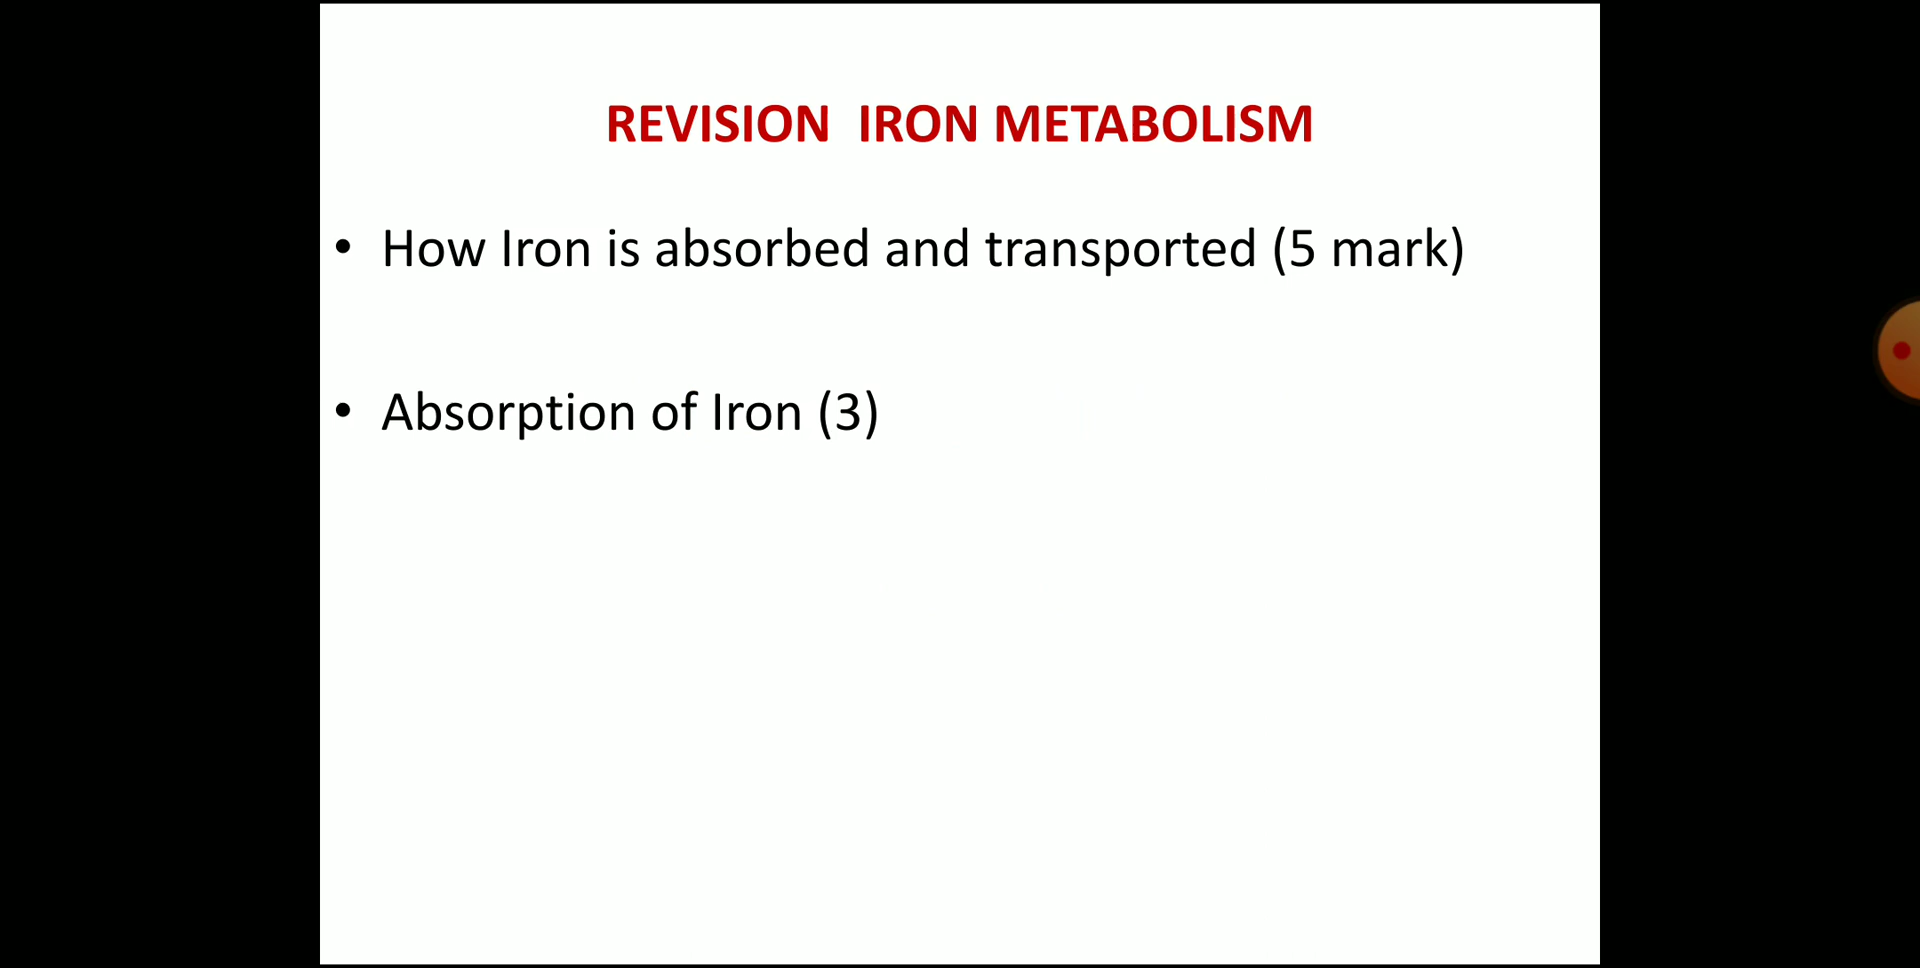 REVISION  IRON METABOLISM
• How Iron is absorbed and transported (5 mark)
• Absorption of Iron (3)